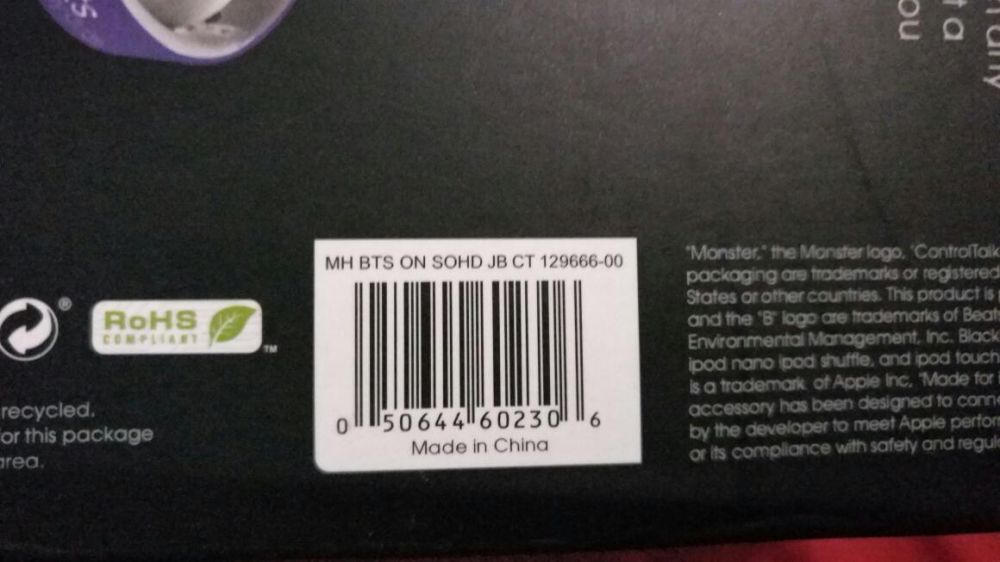 ou
t a
®
RoHS
COMPLIANT
™
recycled.
or this package
area.
MH BTS ON SOHD JB CT 129666-00
0 50644 60230 6
Made in China
"Monster," the Monster logo, "ControlTalk
packaging are trademarks or registered
States or other countries. This product is
and the "B" logo are trademarks of Beats
Environmental Management, Inc. Black
ipod nano ipod shuffle, and ipod touch
is a trademark of Apple Inc. "Made for
accessory has been designed to conn
by the developer to meet Apple perfor
or its compliance with safety and regul